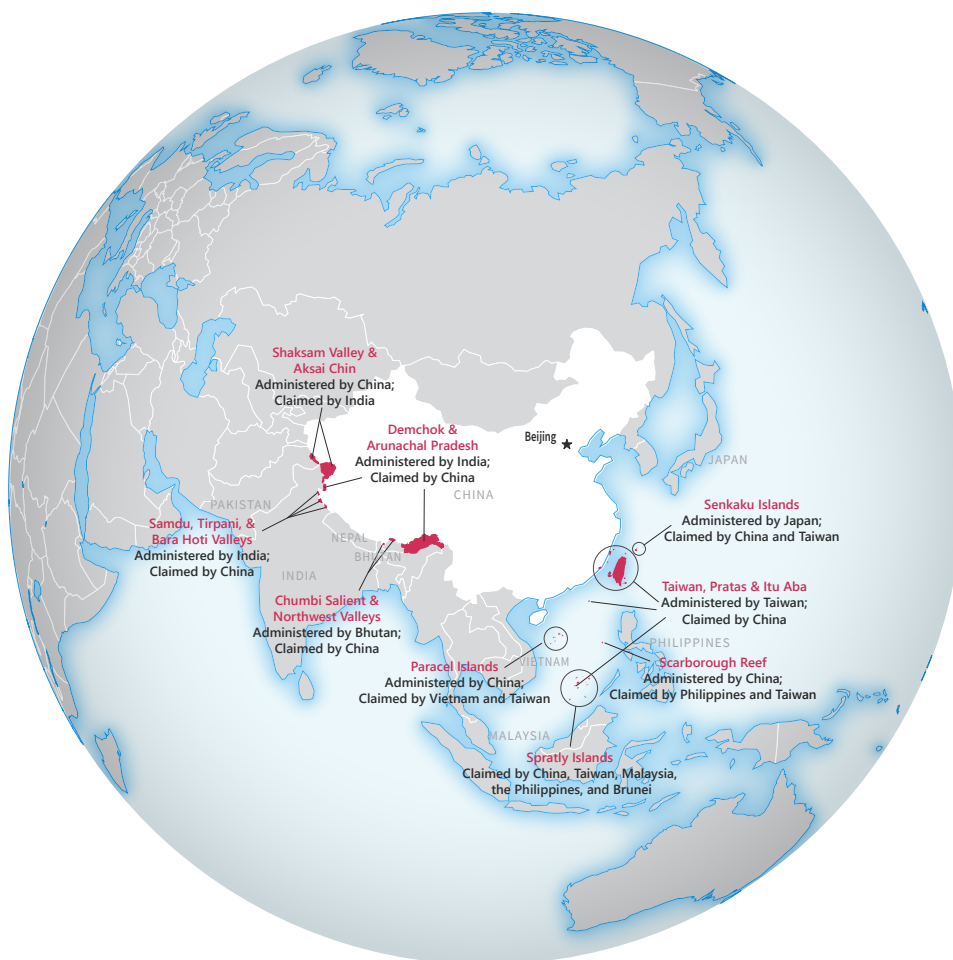 Shaksam Valley &
Aksai Chin
Administered by China;
Claimed by India
Demchok &
Arunachal Pradesh
Administered by India;
Claimed by China
Beijing
CHINA
JAPAN
PAKISTAN
Samdu, Tirpani, &
Bara Hoti Valleys
Administered by India;
Claimed by China
NEPAL
BHUTAN
INDIA
Senkaku Islands
Administered by Japan;
Claimed by China and Taiwan
Chumbi Salient &
Northwest Valleys
Administered by Bhutan;
Claimed by China
Taiwan, Pratas & Itu Aba
Administered by Taiwan;
Claimed by China
PHILIPPINES
VIETNAM
Paracel Islands
Administered by China;
Claimed by Vietnam and Taiwan
Scarborough Reef
Administered by China;
Claimed by Philippines and Taiwan
MALAYSIA
Spratly Islands
Claimed by China, Taiwan, Malaysia,
the Philippines, and Brunei